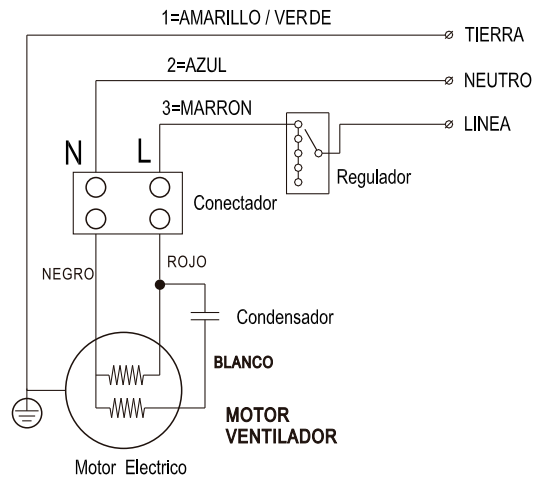 1=AMARILLO / VERDE
TIERRA
2=AZUL
NEUTRO
3=MARRON
LINEA
N
L
Regulador
Conectador
NEGRO
ROJO
Condensador
BLANCO
MOTOR
VENTILADOR
Motor Electrico